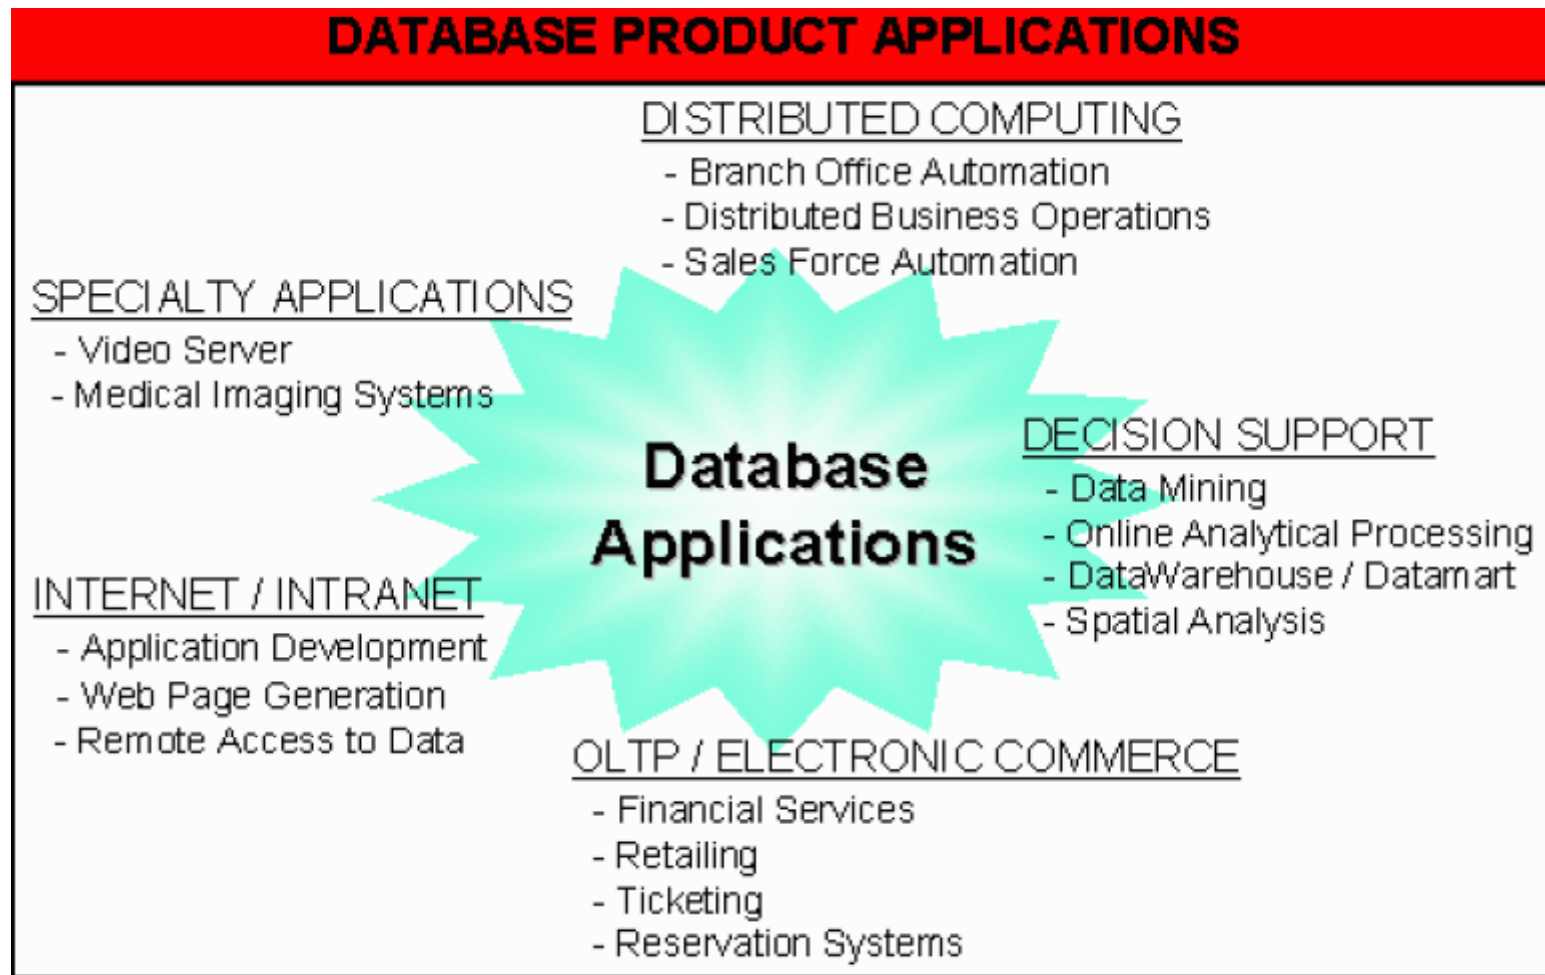 DATABASE PRODUCT APPLICATIONS
DISTRIBUTED COMPUTING
- Branch Office Automation
- Distributed Business Operations
- Sales Force Automation
SPECIALTY APPLICATIONS
- Video Server
- Medical Imaging Systems
Database
Applications
DECISION SUPPORT
- Data Mining
- Online Analytical Processing
- DataWarehouse / Datamart
- Spatial Analysis
INTERNET / INTRANET
- Application Development
- Web Page Generation
- Remote Access to Data
OLTP / ELECTRONIC COMMERCE
- Financial Services
- Retailing
- Ticketing
- Reservation Systems